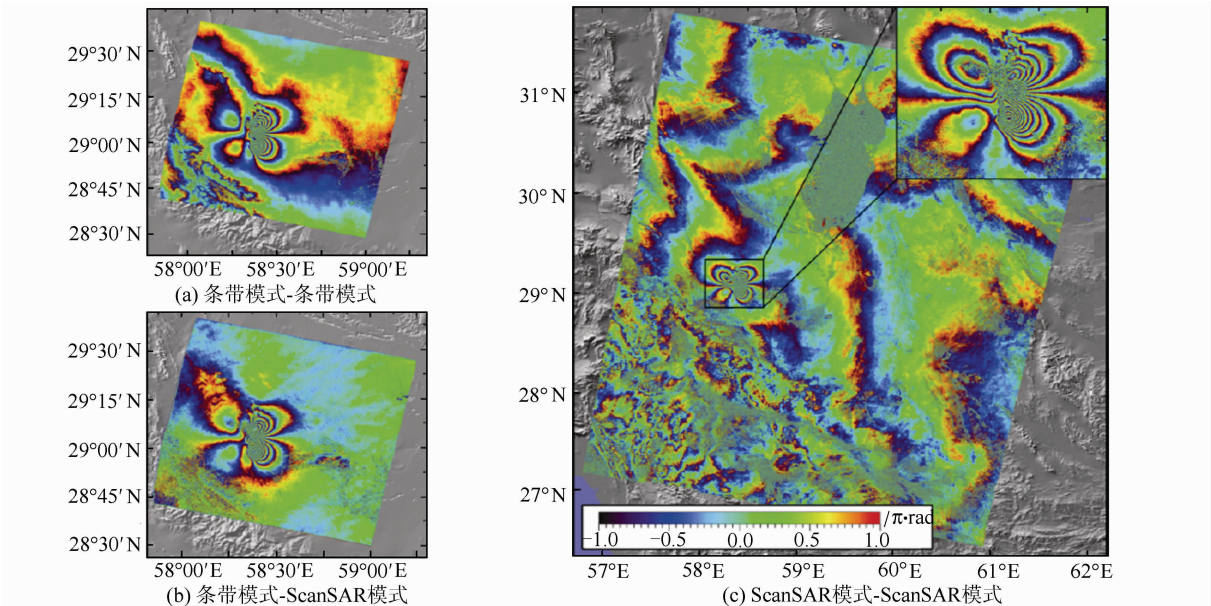 29°30′ N
29°15′ N
29°00′ N
28°45′ N
28°30′ N
58°00′E 58°30′E 59°00′E
(a) 条带模式-条带模式
29°30′ N
29°15′ N
29°00′ N
28°45′ N
28°30′ N
58°00′E 58°30′E 59°00′E
(b) 条带模式-ScanSAR模式
31°N
30°N
29°N
28°N
27°N
/π·rad
−1.0 −0.5 0.0 0.5 1.0
57°E 58°E 59°E 60°E 61°E 62°E
(c) ScanSAR模式-ScanSAR模式